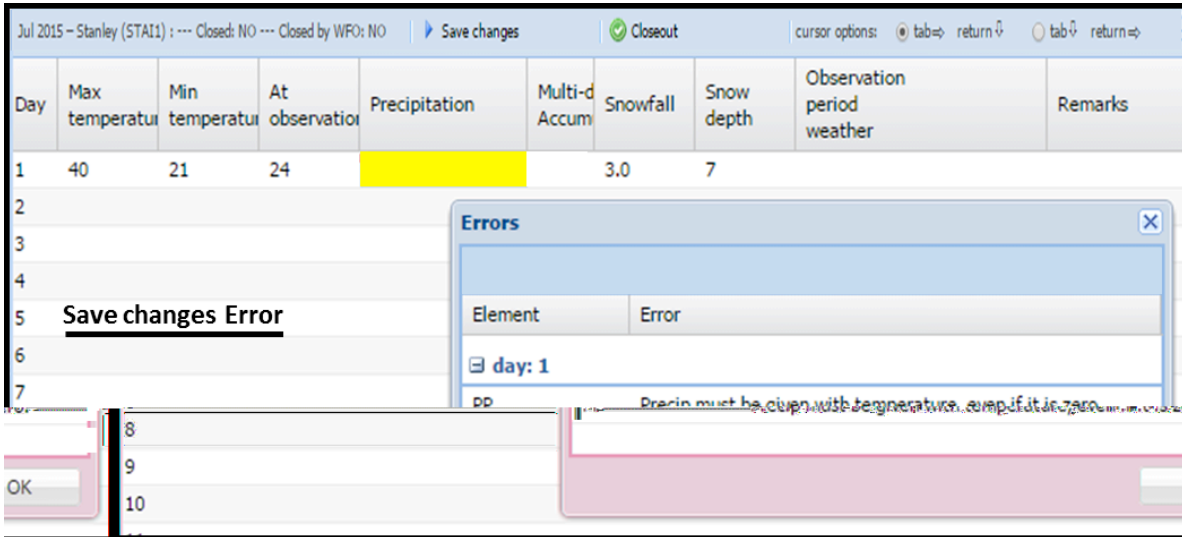 Jul 2015 – Stanley (STAI1) : --- Closed: NO --- Closed by WFO: NO Save changes Closeout cursor options: tab⇨ return⇩ tab⇩ return⇨
Day Max temperatur Min temperatur At observation Precipitation Multi-d Accum Snowfall Snow depth Observation period weather Remarks
1 40 21 24 3.0 7
2
Errors
3
4
Element Error
5 Save changes Error
6
day: 1
7
PP Precip must be given with temperature, even if it is zero.
8
9
OK
10